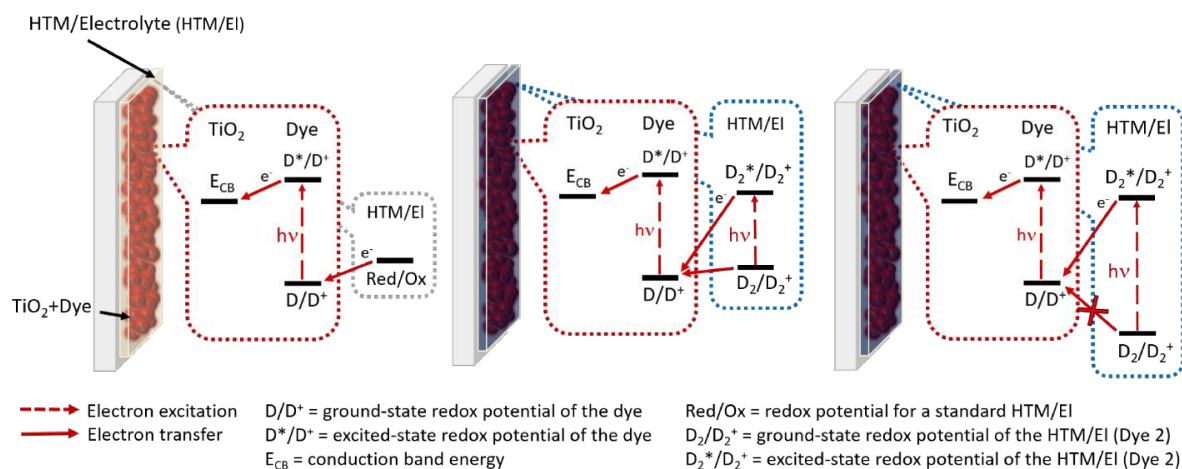 HTM/Electrolyte (HTM/El)
TiO₂+Dye
TiO₂ Dye
D*/D⁺
e⁻
E_CB
hν
HTM/El
e⁻
Red/Ox
D/D⁺
TiO₂ Dye HTM/El
D*/D⁺
e⁻
D₂*/D₂⁺
E_CB
e⁻
hν
hν
D/D⁺
D₂/D₂⁺
TiO₂ Dye HTM/El
D*/D⁺
e⁻
D₂*/D₂⁺
E_CB
e⁻
hν
hν
D/D⁺
D₂/D₂⁺
Electron excitation
Electron transfer
D/D⁺ = ground-state redox potential of the dye
D*/D⁺ = excited-state redox potential of the dye
E_CB = conduction band energy
Red/Ox = redox potential for a standard HTM/El
D₂/D₂⁺ = ground-state redox potential of the HTM/El (Dye 2)
D₂*/D₂⁺ = excited-state redox potential of the HTM/El (Dye 2)